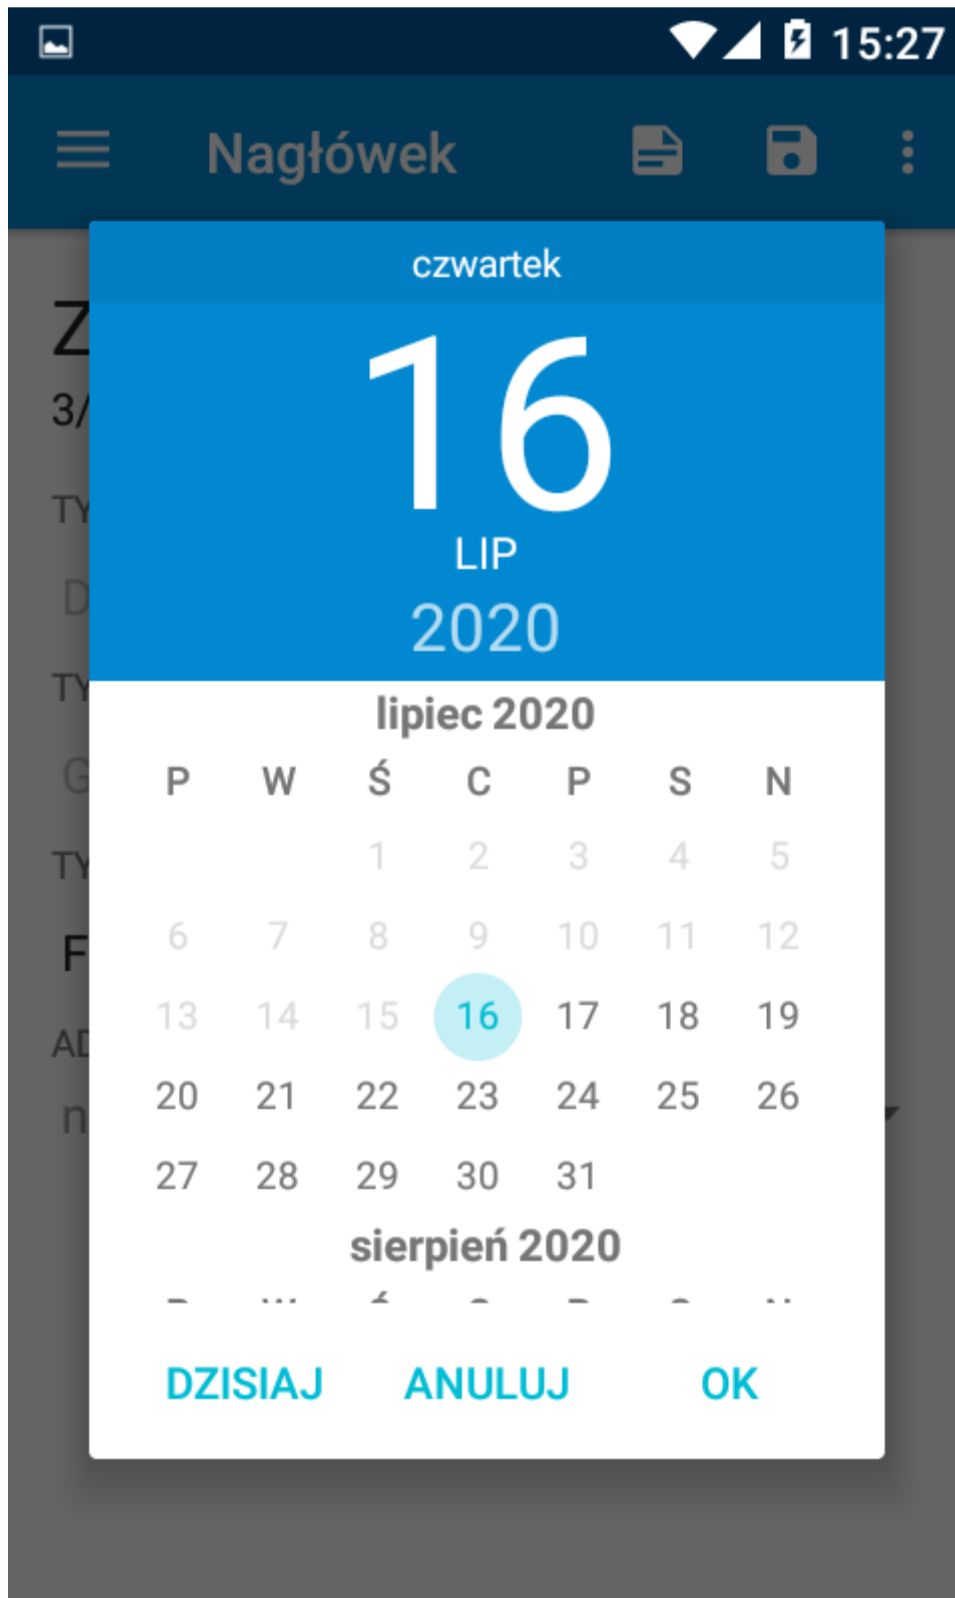 15:27
Nagłówek
czwartek
16
LIP
2020
lipiec 2020
P W Ś C P S N
1 2 3 4 5
6 7 8 9 10 11 12
13 14 15 16 17 18 19
20 21 22 23 24 25 26
27 28 29 30 31
sierpień 2020
DZISIAJ ANULUJ OK